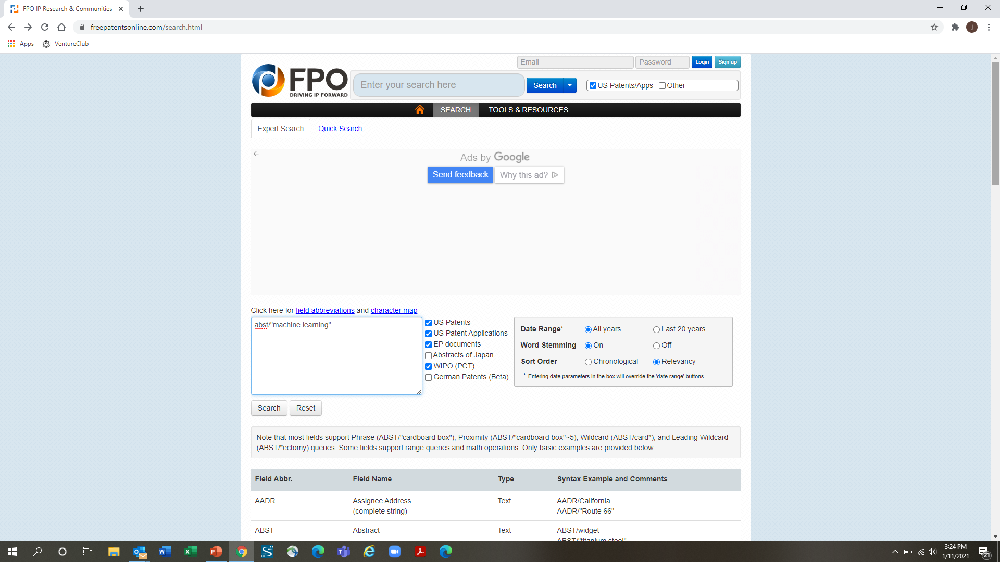 FPO IP Research & Communities
freepatentsonline.com/search.html
j
Apps VentureClub
Email Password Login Sign up
FPO
DRIVING IP FORWARD
Enter your search here Search US Patents/Apps Other
SEARCH TOOLS & RESOURCES
Expert Search Quick Search
Ads by Google
Send feedback Why this ad?
Click here for field abbreviations and character map
abst/"machine learning"
US Patents
US Patent Applications
EP documents
Abstracts of Japan
WIPO (PCT)
German Patents (Beta)
Date Range* All years Last 20 years
Word Stemming On Off
Sort Order Chronological Relevancy
* Entering date parameters in the box will override the 'date range' buttons.
Search Reset
Note that most fields support Phrase (ABST/"cardboard box"), Proximity (ABST/"cardboard box"~5), Wildcard (ABST/card*), and Leading Wildcard
(ABST/*ectomy) queries. Some fields support range queries and math operations. Only basic examples are provided below.
Field Abbr. Field Name Type Syntax Example and Comments
AADR Assignee Address Text AADR/California
(complete string) AADR/"Route 66"
ABST Abstract Text ABST/widget
ABST/"titanium steel"
3:24 PM
1/11/2021
21